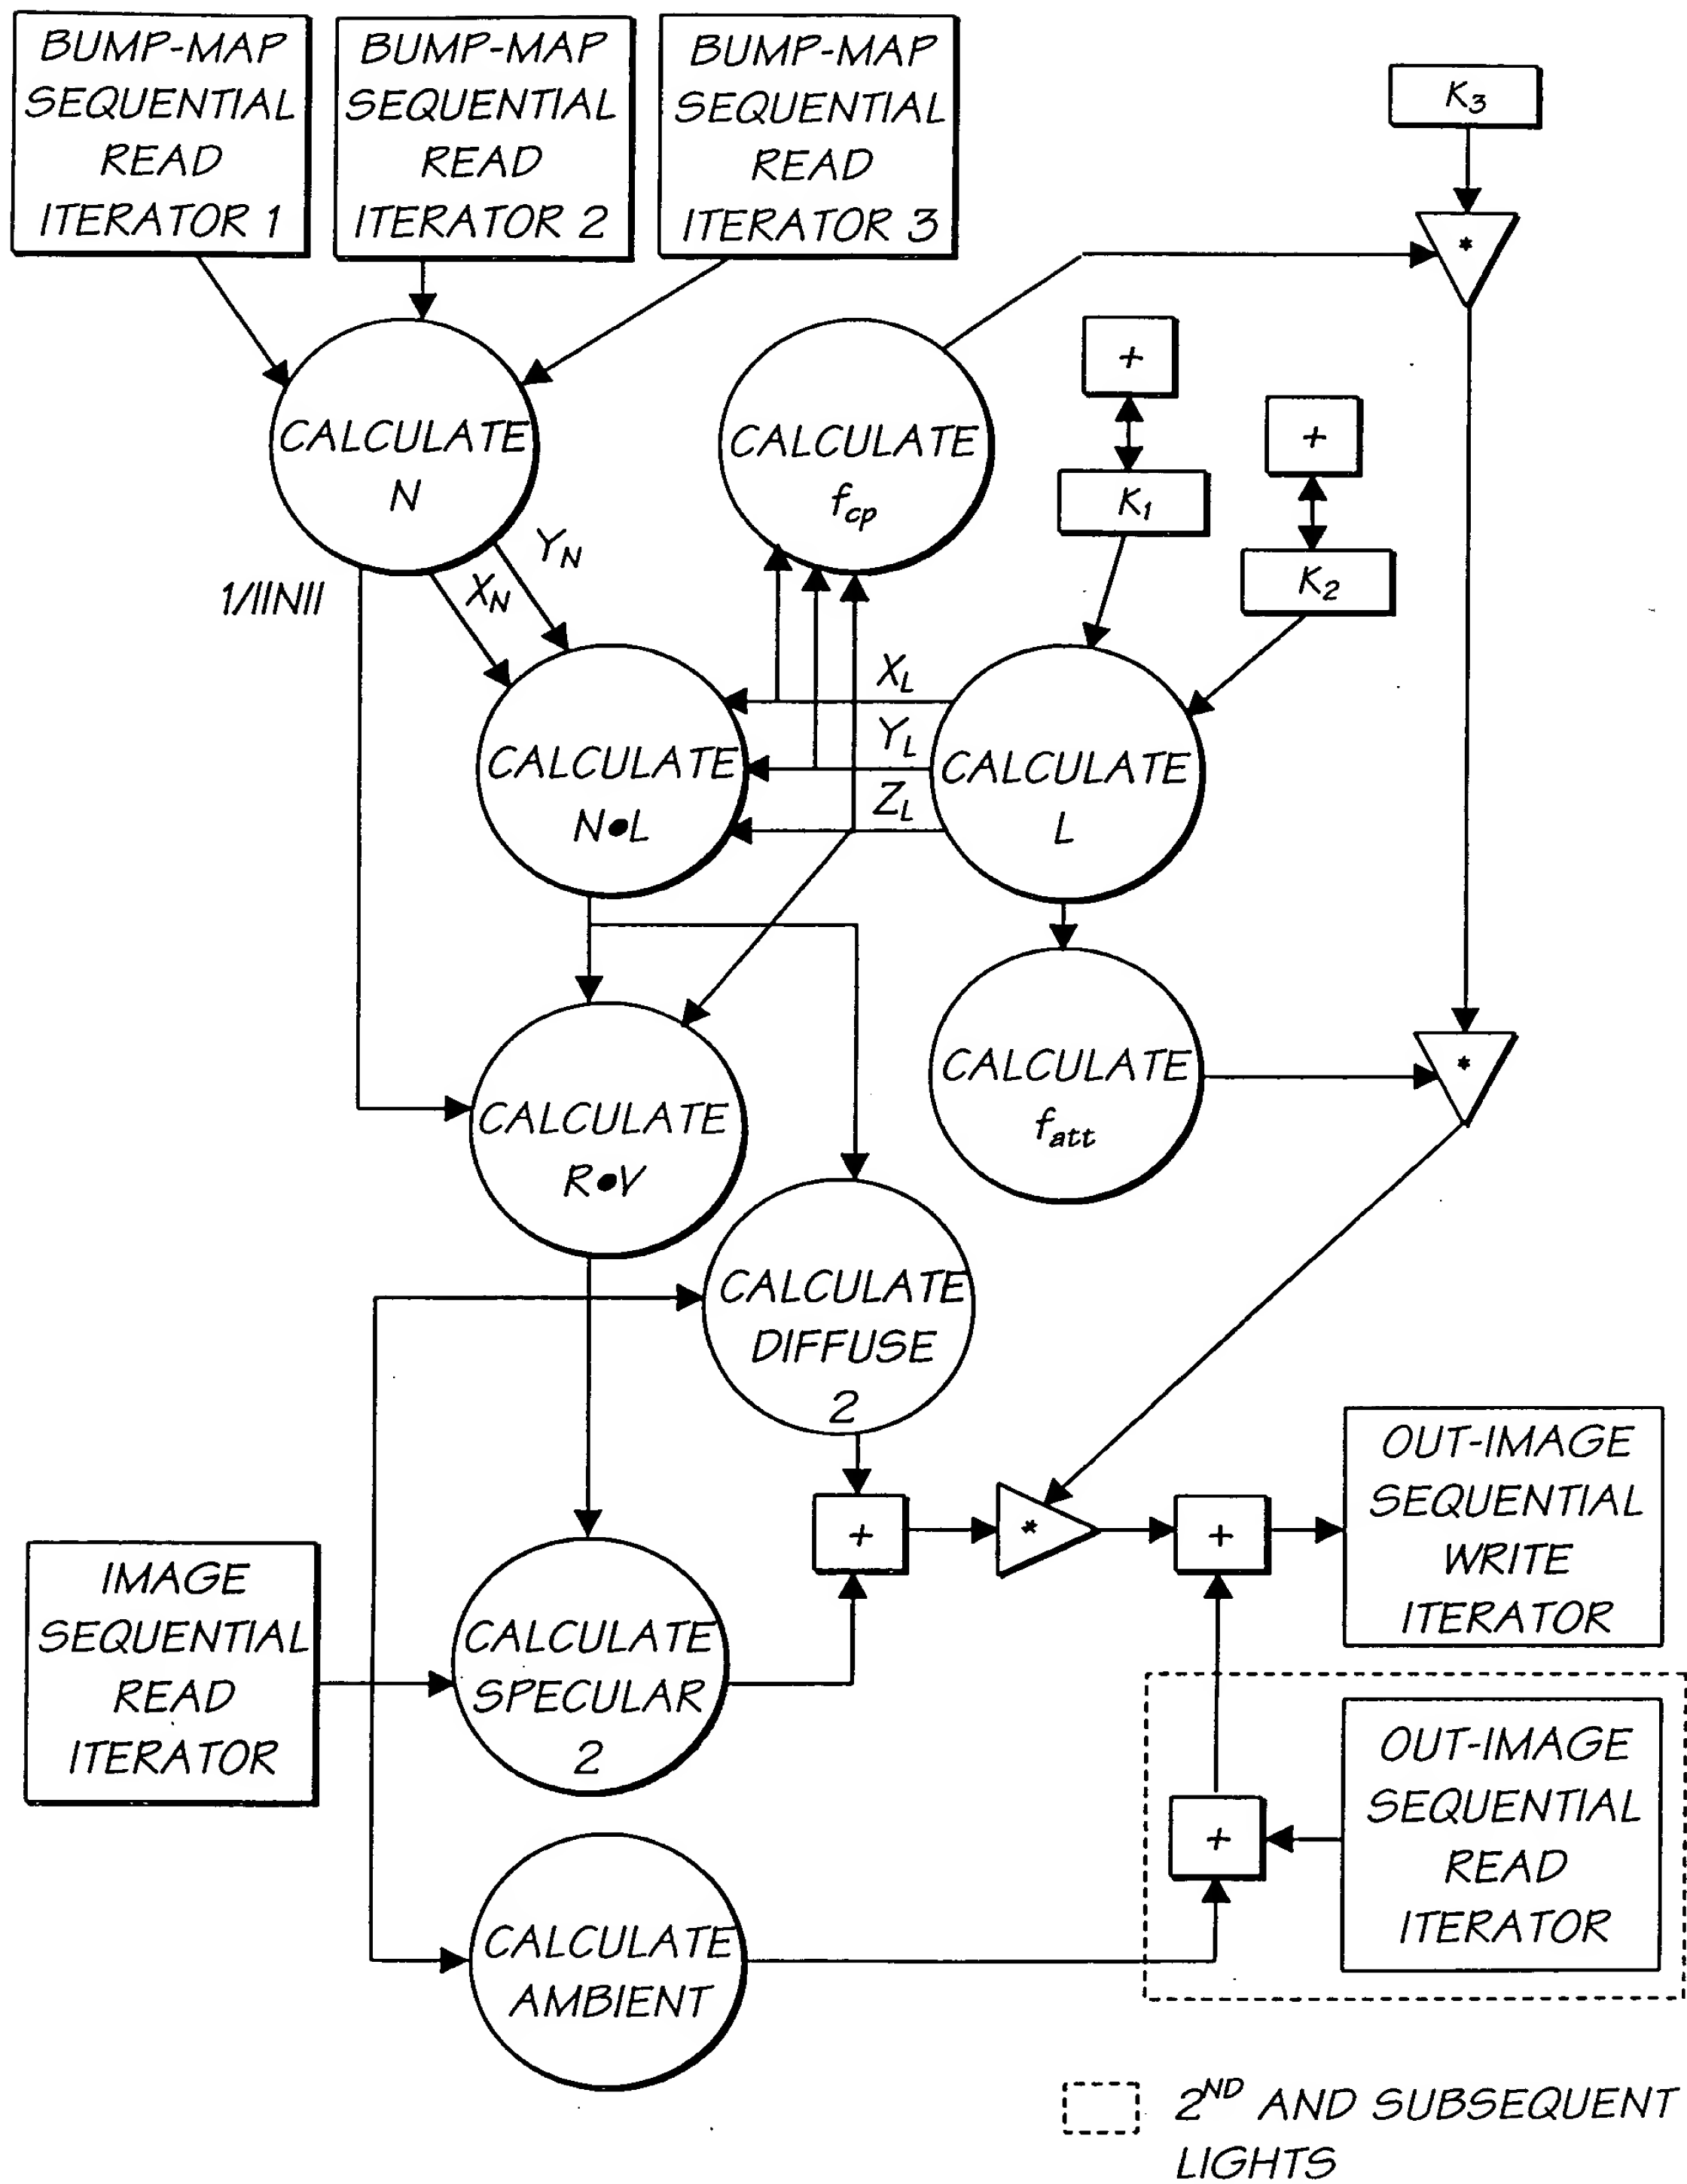 BUMP-MAP
SEQUENTIAL
READ
ITERATOR 1
BUMP-MAP
SEQUENTIAL
READ
ITERATOR 2
BUMP-MAP
SEQUENTIAL
READ
ITERATOR 3
K3
*
CALCULATE
N
CALCULATE
fcp
+
+
K1
K2
YN
XN
1/||N||
XL
YL
ZL
CALCULATE
N●L
CALCULATE
L
CALCULATE
R●V
CALCULATE
fatt
*
CALCULATE
DIFFUSE
2
+
*
+
OUT-IMAGE
SEQUENTIAL
WRITE
ITERATOR
IMAGE
SEQUENTIAL
READ
ITERATOR
CALCULATE
SPECULAR
2
+
OUT-IMAGE
SEQUENTIAL
READ
ITERATOR
CALCULATE
AMBIENT
2ND AND SUBSEQUENT
LIGHTS